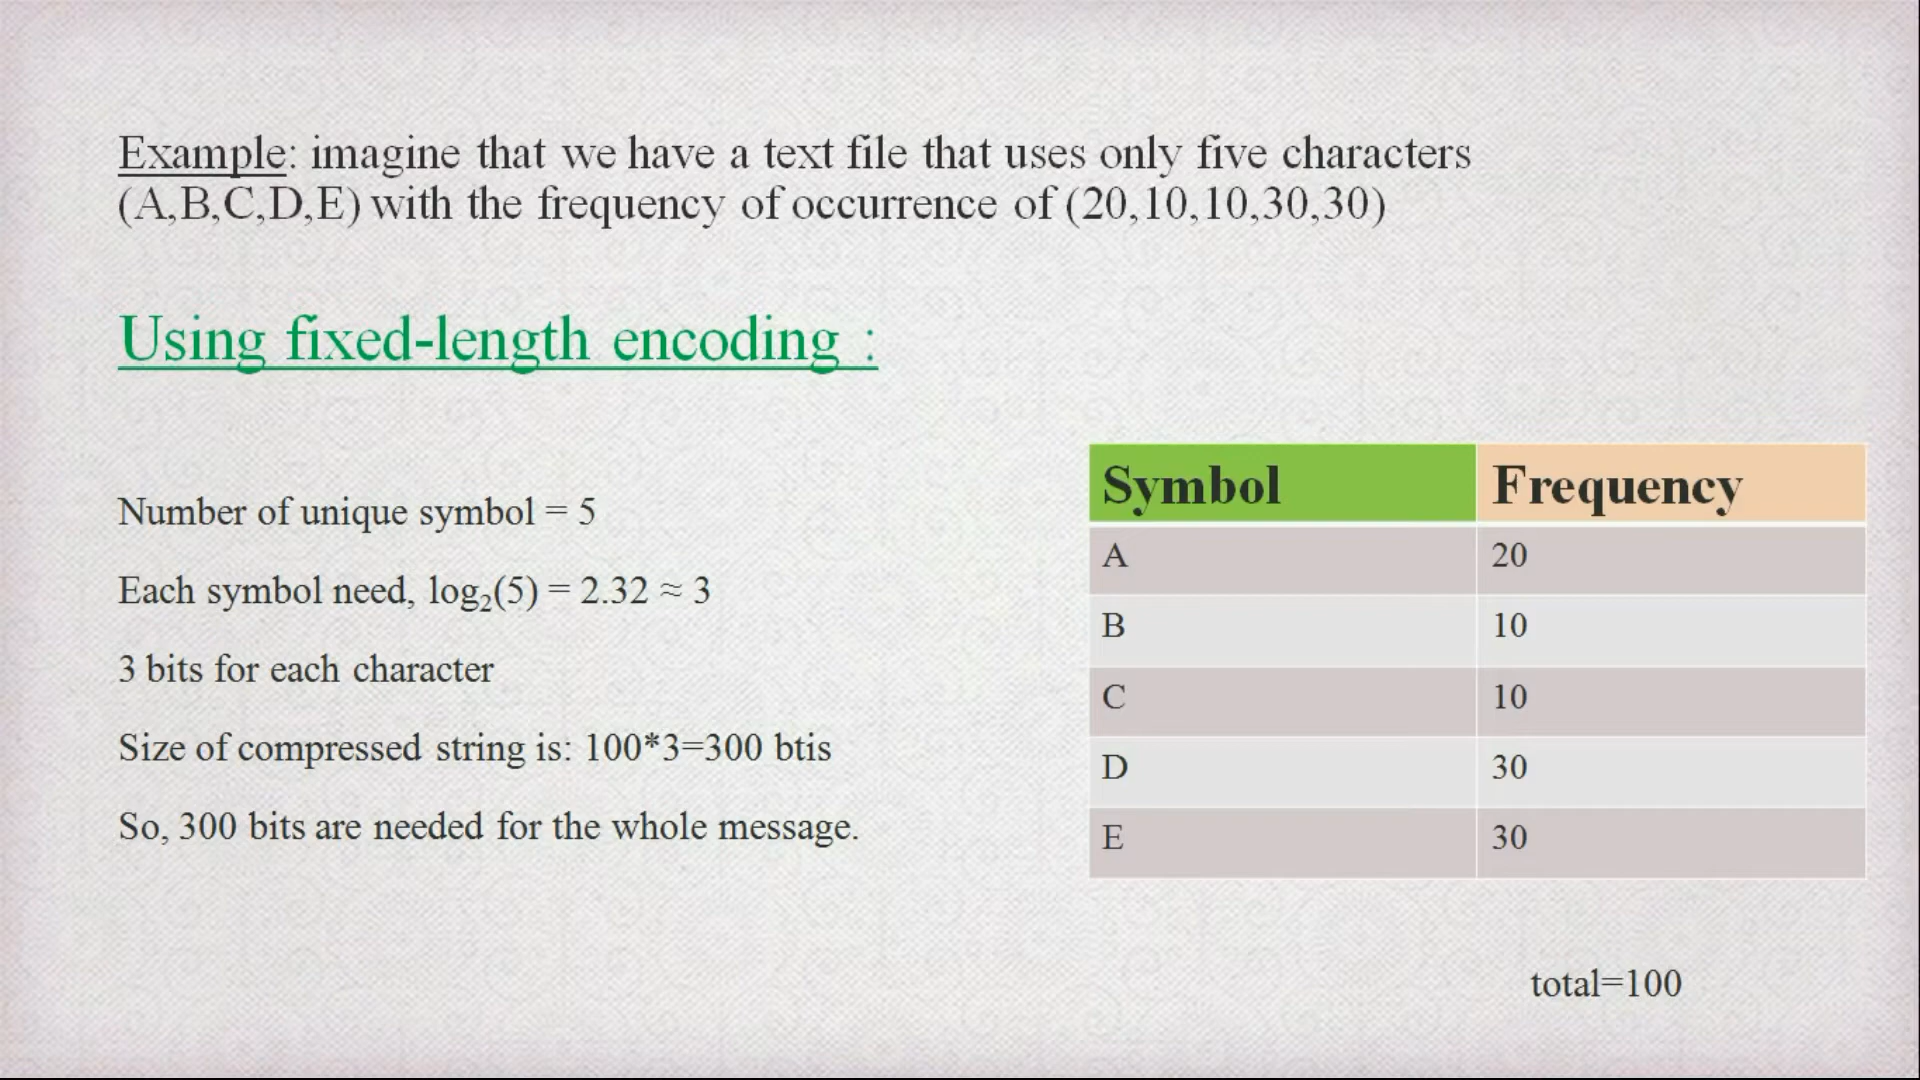 Example: imagine that we have a text file that uses only five characters
(A,B,C,D,E) with the frequency of occurrence of (20,10,10,30,30)
Using fixed-length encoding :
Number of unique symbol = 5
Each symbol need, log₂(5) = 2.32 ≈ 3
3 bits for each character
Size of compressed string is: 100*3=300 btis
So, 300 bits are needed for the whole message.
Symbol Frequency
A 20
B 10
C 10
D 30
E 30
total=100